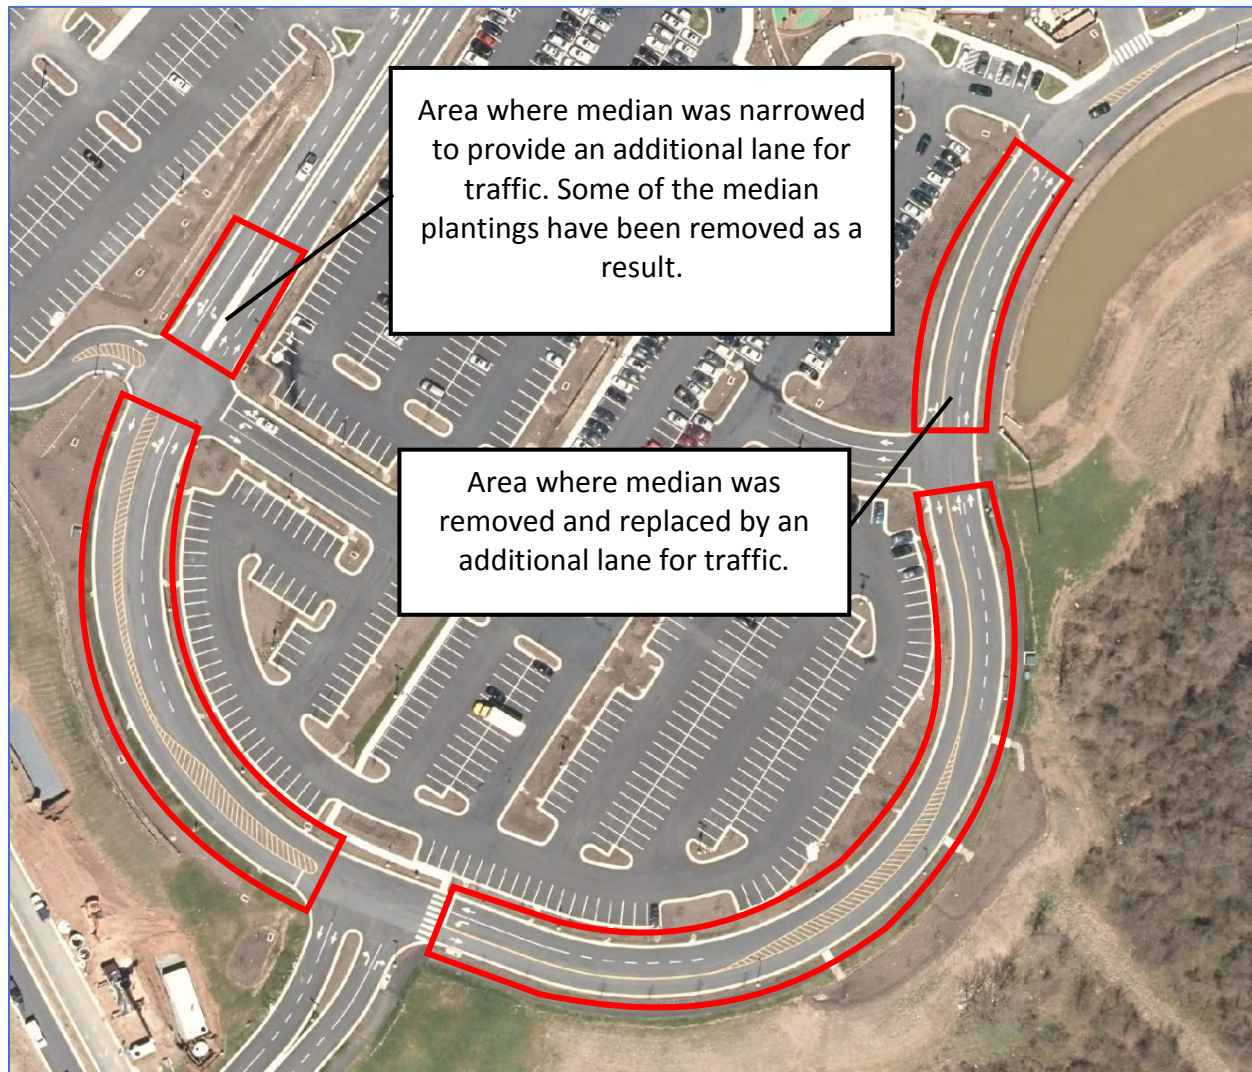 Area where median was narrowed
to provide an additional lane for
traffic. Some of the median
plantings have been removed as a
result.
Area where median was
removed and replaced by an
additional lane for traffic.